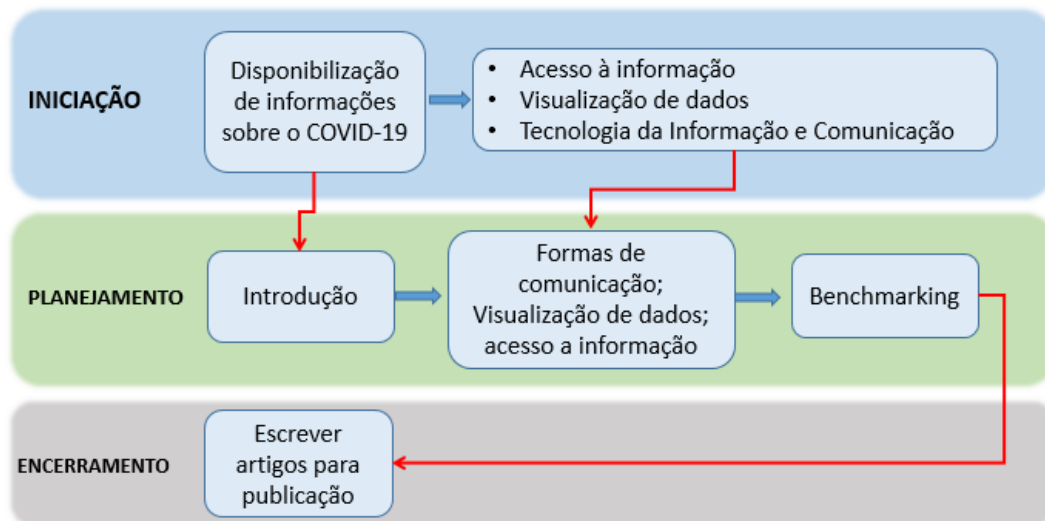 INICIAÇÃO
Disponibilização
de informações
sobre o COVID-19
• Acesso à informação
• Visualização de dados
• Tecnologia da Informação e Comunicação
PLANEJAMENTO
Introdução
Formas de
comunicação;
Visualização de dados;
acesso a informação
Benchmarking
ENCERRAMENTO
Escrever
artigos para
publicação